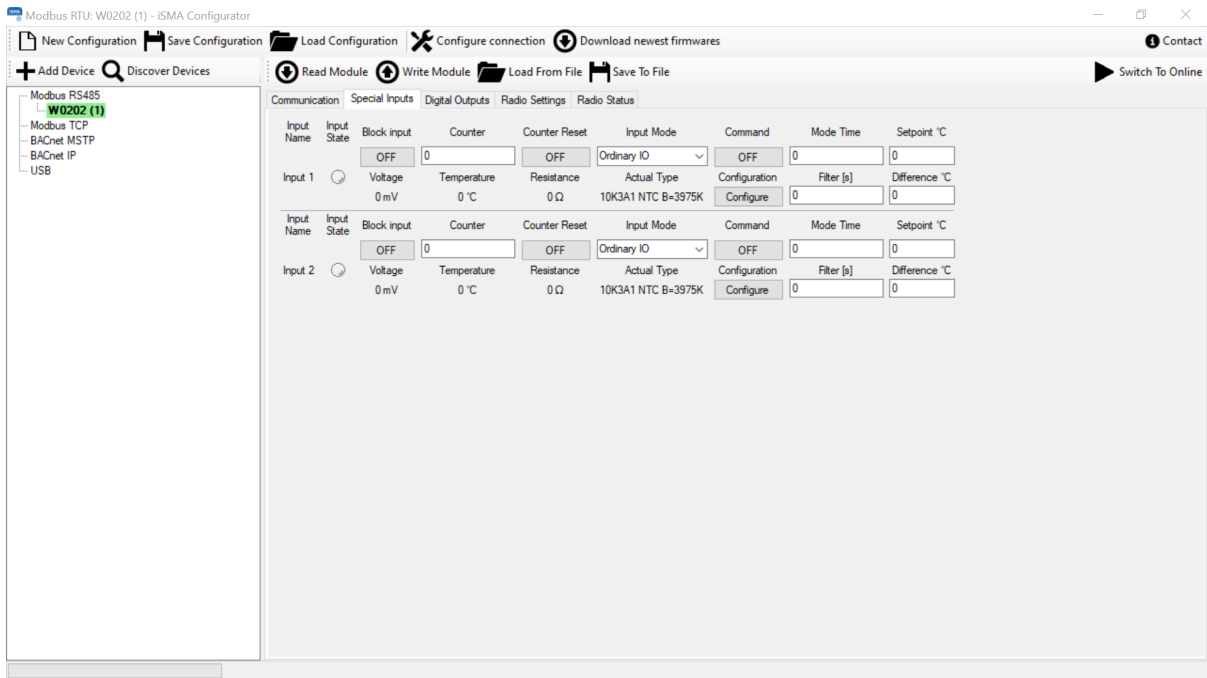 Modbus RTU: W0202 (1) - iSMA Configurator
New Configuration Save Configuration Load Configuration Configure connection Download newest firmwares Contact
Add Device Discover Devices Read Module Write Module Load From File Save To File Switch To Online
Modbus RS485
W0202 (1)
Modbus TCP
BACnet MSTP
BACnet IP
USB
Communication Special Inputs Digital Outputs Radio Settings Radio Status
Input Name Input State Block input Counter Counter Reset Input Mode Command Mode Time Setpoint °C
OFF 0 OFF Ordinary IO OFF 0 0
Input 1 Voltage Temperature Resistance Actual Type Configuration Filter [s] Difference °C
0 mV 0 °C 0 Ω 10K3A1 NTC B=3975K Configure 0 0
Input Name Input State Block input Counter Counter Reset Input Mode Command Mode Time Setpoint °C
OFF 0 OFF Ordinary IO OFF 0 0
Input 2 Voltage Temperature Resistance Actual Type Configuration Filter [s] Difference °C
0 mV 0 °C 0 Ω 10K3A1 NTC B=3975K Configure 0 0